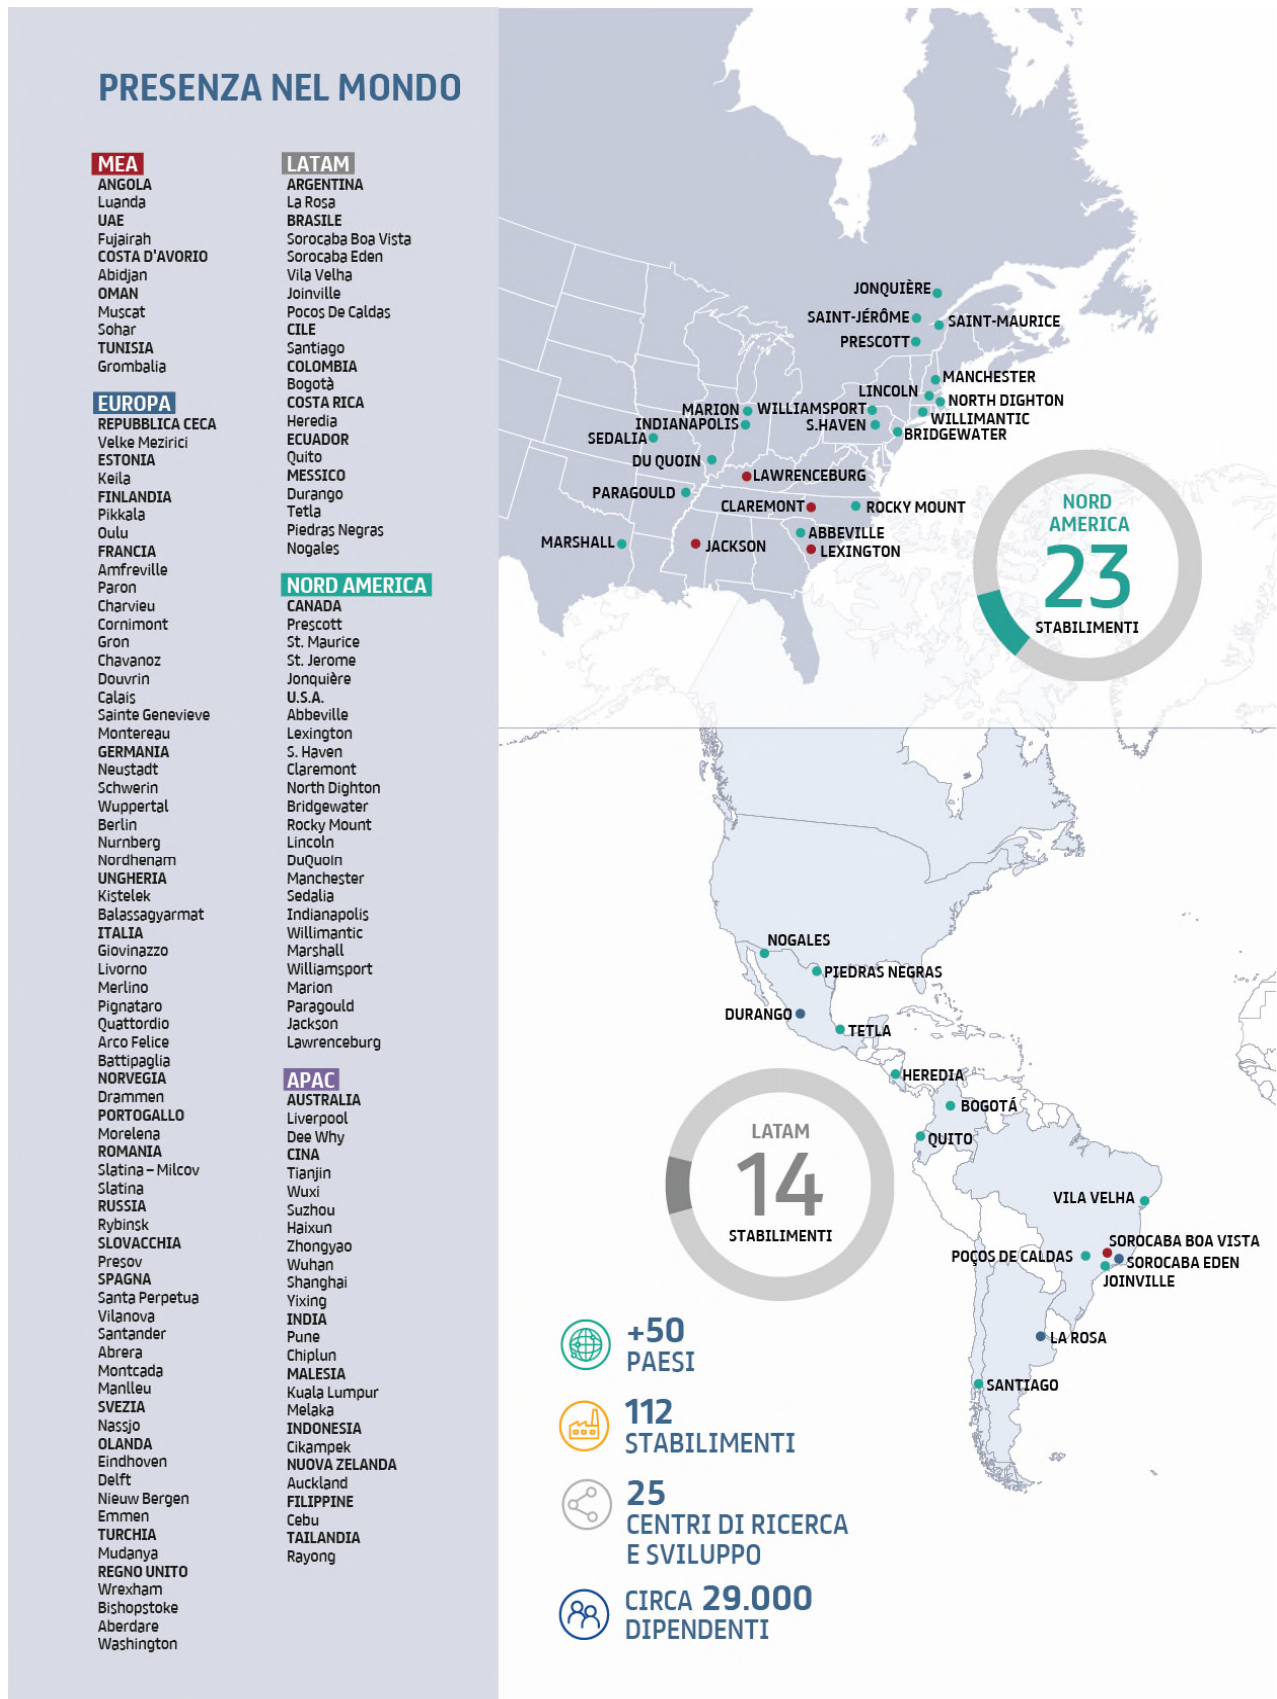 PRESENZA NEL MONDO
MEA
ANGOLA
Luanda
UAE
Fujairah
COSTA D'AVORIO
Abidjan
OMAN
Muscat
Sohar
TUNISIA
Grombalia
EUROPA
REPUBBLICA CECA
Velke Mezirici
ESTONIA
Keila
FINLANDIA
Pikkala
Oulu
FRANCIA
Amfreville
Paron
Charvieu
Cornimont
Gron
Chavanoz
Douvrin
Calais
Sainte Genevieve
Montereau
GERMANIA
Neustadt
Schwerin
Wuppertal
Berlin
Nurnberg
Nordhenam
UNGHERIA
Kistelek
Balassagyarmat
ITALIA
Giovinazzo
Livorno
Merlino
Pignataro
Quattordio
Arco Felice
Battipaglia
NORVEGIA
Drammen
PORTOGALLO
Morelena
ROMANIA
Slatina – Milcov
Slatina
RUSSIA
Rybinsk
SLOVACCHIA
Presov
SPAGNA
Santa Perpetua
Vilanova
Santander
Abrera
Montcada
Manlleu
SVEZIA
Nassjo
OLANDA
Eindhoven
Delft
Nieuw Bergen
Emmen
TURCHIA
Mudanya
REGNO UNITO
Wrexham
Bishopstoke
Aberdare
Washington
LATAM
ARGENTINA
La Rosa
BRASILE
Sorocaba Boa Vista
Sorocaba Eden
Vila Velha
Joinville
Pocos De Caldas
CILE
Santiago
COLOMBIA
Bogotà
COSTA RICA
Heredia
ECUADOR
Quito
MESSICO
Durango
Tetla
Piedras Negras
Nogales
NORD AMERICA
CANADA
Prescott
St. Maurice
St. Jerome
Jonquière
U.S.A.
Abbeville
Lexington
S. Haven
Claremont
North Dighton
Bridgewater
Rocky Mount
Lincoln
DuQuoin
Manchester
Sedalia
Indianapolis
Willimantic
Marshall
Williamsport
Marion
Paragould
Jackson
Lawrenceburg
APAC
AUSTRALIA
Liverpool
Dee Why
CINA
Tianjin
Wuxi
Suzhou
Haixun
Zhongyao
Wuhan
Shanghai
Yixing
INDIA
Pune
Chiplun
MALESIA
Kuala Lumpur
Melaka
INDONESIA
Cikampek
NUOVA ZELANDA
Auckland
FILIPPINE
Cebu
TAILANDIA
Rayong
JONQUIÈRE
SAINT-JÉRÔME
SAINT-MAURICE
PRESCOTT
MANCHESTER
LINCOLN
NORTH DIGHTON
MARION
WILLIAMSPORT
WILLIMANTIC
INDIANAPOLIS
S.HAVEN
BRIDGEWATER
SEDALIA
DU QUOIN
LAWRENCEBURG
PARAGOULD
CLAREMONT
ROCKY MOUNT
ABBEVILLE
MARSHALL
JACKSON
LEXINGTON
NORD
AMERICA
23
STABILIMENTI
NOGALES
PIEDRAS NEGRAS
DURANGO
TETLA
HEREDIA
BOGOTÁ
QUITO
VILA VELHA
SOROCABA BOA VISTA
POÇOS DE CALDAS
SOROCABA EDEN
JOINVILLE
LA ROSA
SANTIAGO
LATAM
14
STABILIMENTI
+50
PAESI
112
STABILIMENTI
25
CENTRI DI RICERCA
E SVILUPPO
CIRCA 29.000
DIPENDENTI